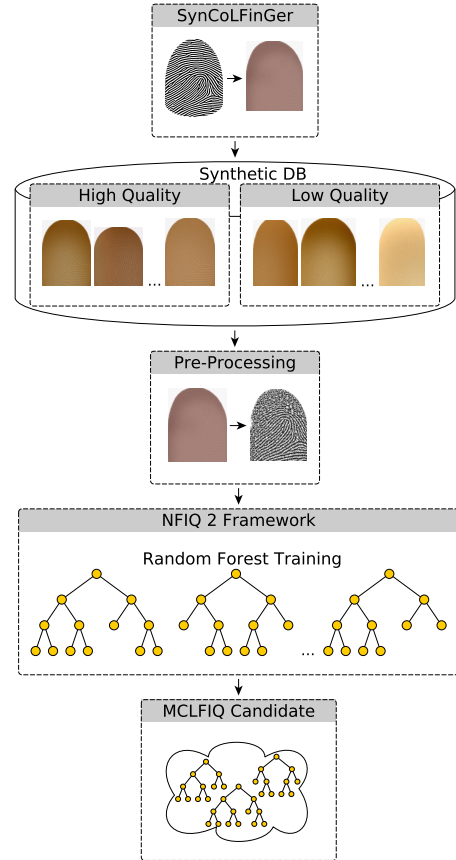 SynCoLFinGer
Synthetic DB
High Quality
Low Quality
...
...
Pre-Processing
NFIQ 2 Framework
Random Forest Training
...
MCLFIQ Candidate